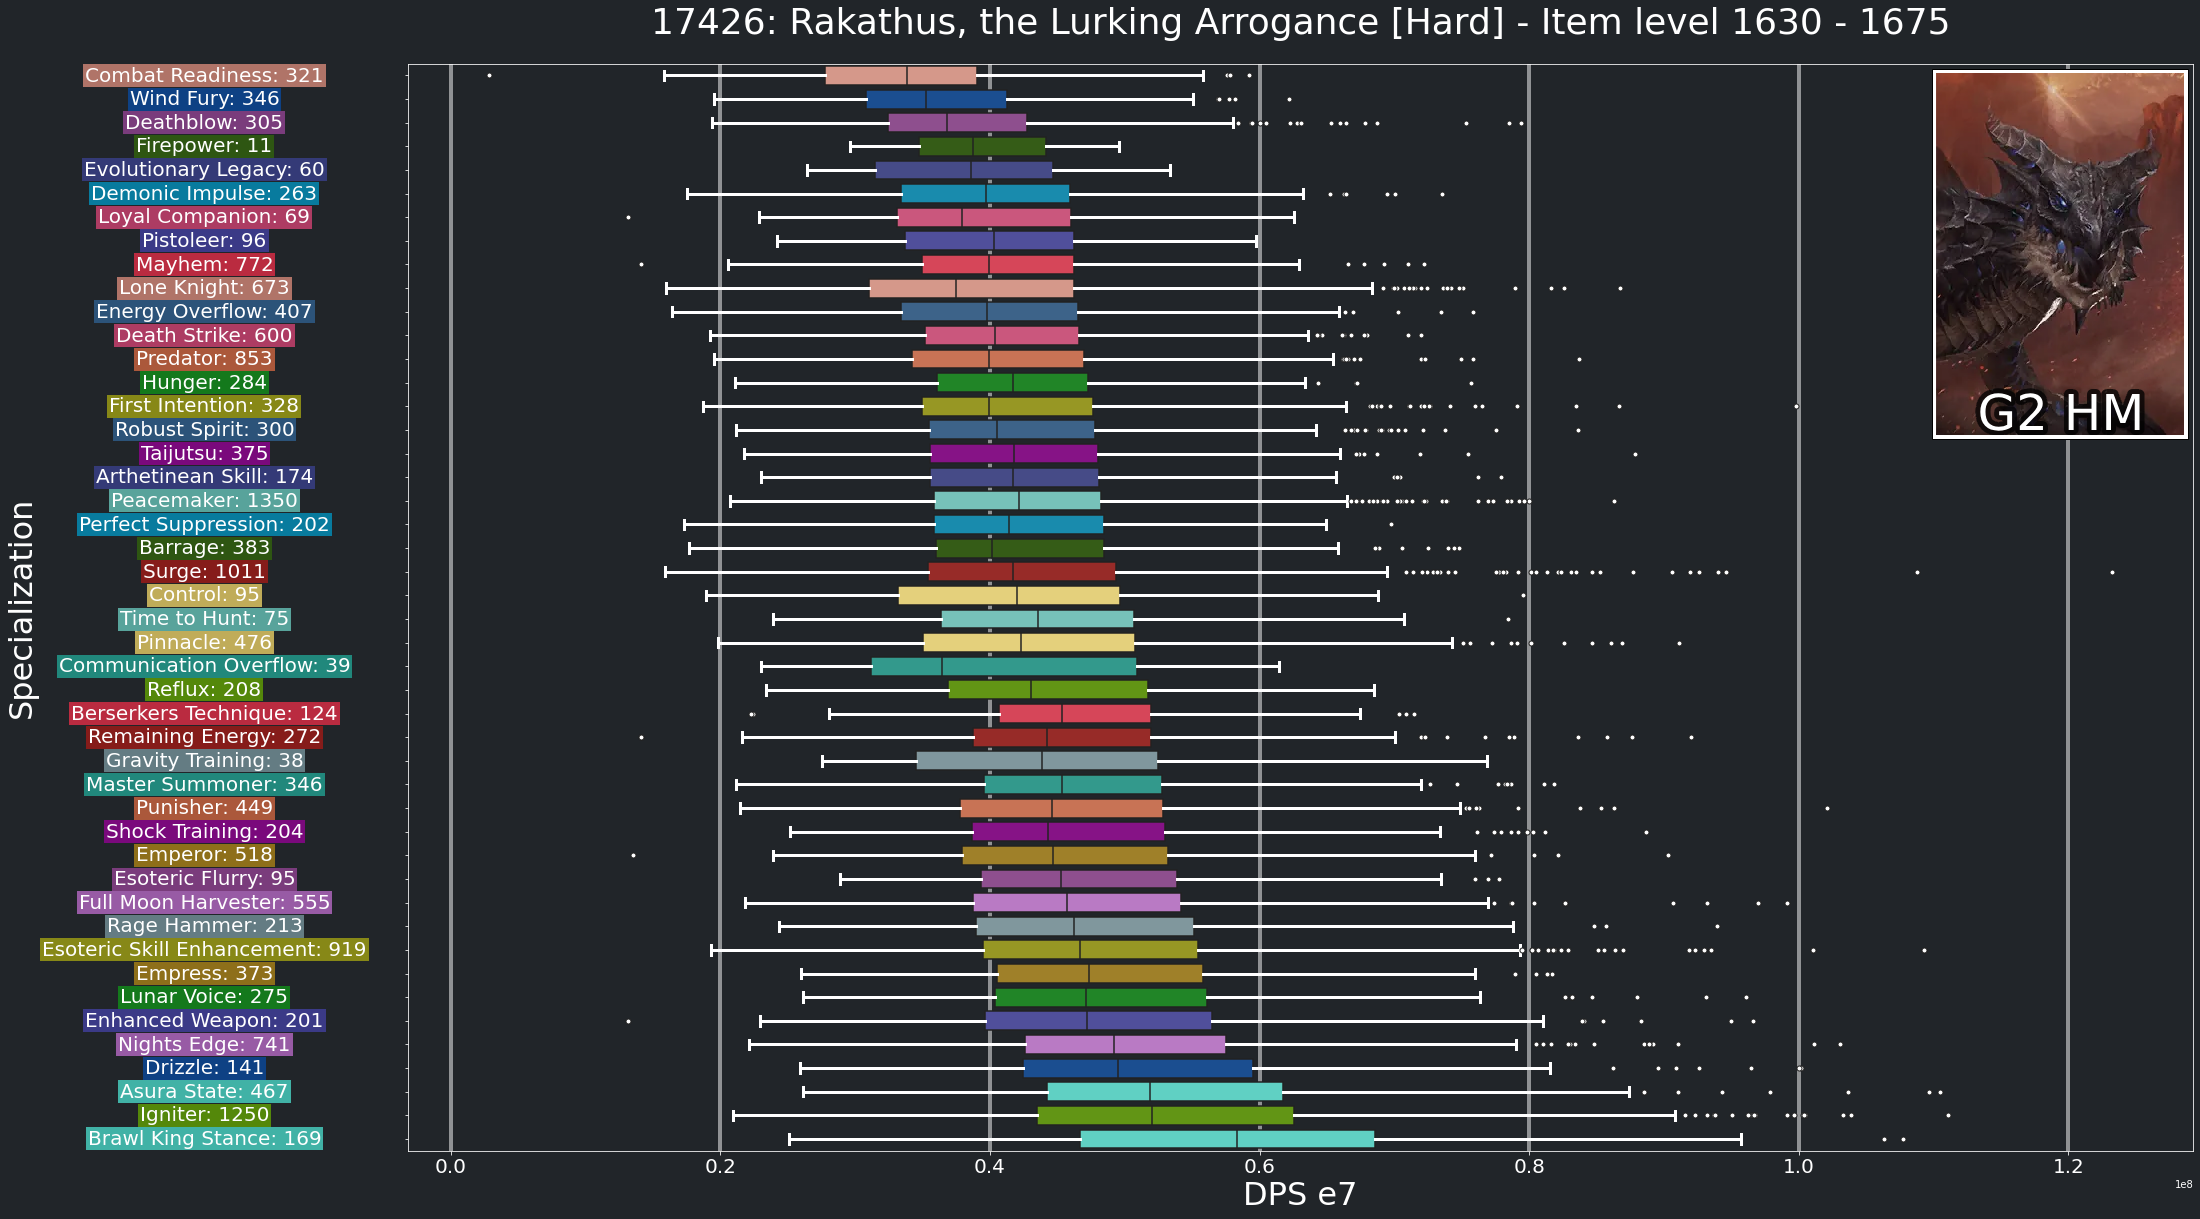 17426: Rakathus, the Lurking Arrogance [Hard] - Item level 1630 - 1675
Combat Readiness: 321
Wind Fury: 346
Deathblow: 305
Firepower: 11
Evolutionary Legacy: 60
Demonic Impulse: 263
Loyal Companion: 69
Pistoleer: 96
Mayhem: 772
Lone Knight: 673
Energy Overflow: 407
Death Strike: 600
Predator: 853
Hunger: 284
First Intention: 328
Robust Spirit: 300
Taijutsu: 375
Arthetinean Skill: 174
Peacemaker: 1350
Perfect Suppression: 202
Barrage: 383
Surge: 1011
Control: 95
Time to Hunt: 75
Pinnacle: 476
Communication Overflow: 39
Reflux: 208
Berserkers Technique: 124
Remaining Energy: 272
Gravity Training: 38
Master Summoner: 346
Punisher: 449
Shock Training: 204
Emperor: 518
Esoteric Flurry: 95
Full Moon Harvester: 555
Rage Hammer: 213
Esoteric Skill Enhancement: 919
Empress: 373
Lunar Voice: 275
Enhanced Weapon: 201
Nights Edge: 741
Drizzle: 141
Asura State: 467
Igniter: 1250
Brawl King Stance: 169
Specialization
G2 HM
0.0 0.2 0.4 0.6 0.8 1.0 1.2
DPS e7
1e8